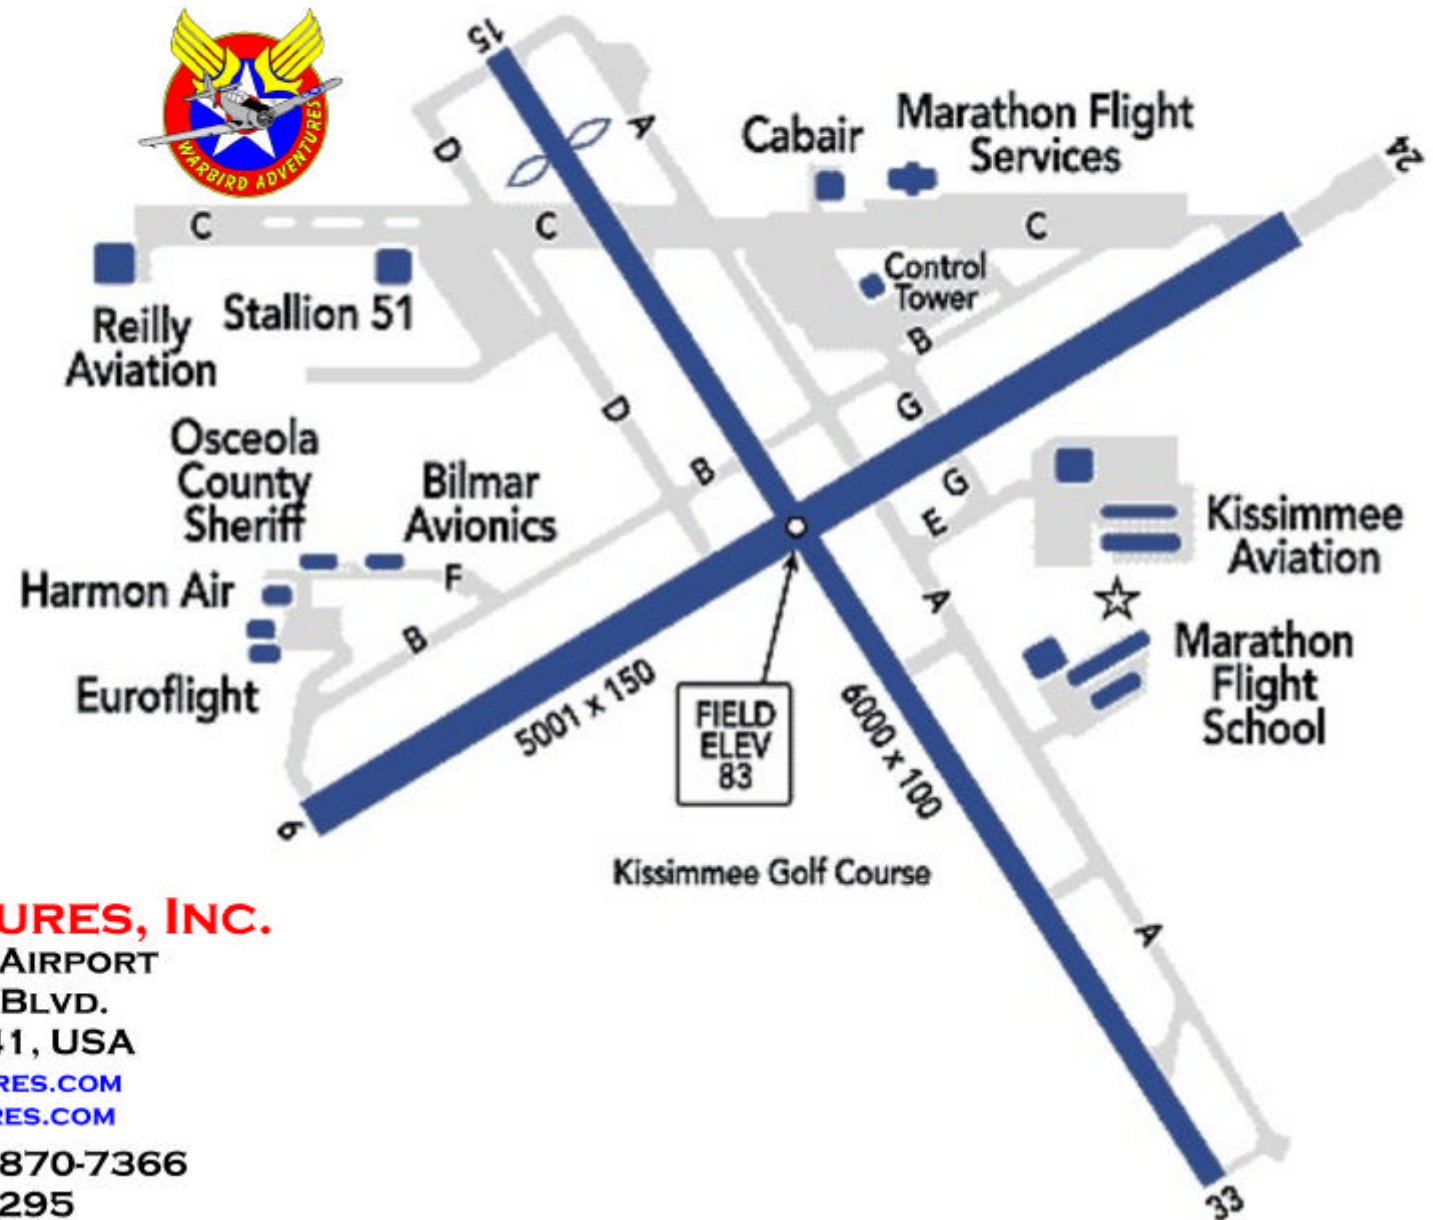 15
WARBIRD ADVENTURES
D
A
Cabair
Marathon Flight
Services
24
C
C
C
Control
Tower
Reilly
Aviation
Stallion 51
B
D
G
Osceola
County
Sheriff
Bilmar
Avionics
B
G
E
Kissimmee
Aviation
F
Harmon Air
A
B
Marathon
Flight
School
Euroflight
5001 x 150
FIELD
ELEV
83
6000 x 100
6
Kissimmee Golf Course
URES, INC.
AIRPORT
BLVD.
41, USA
RES.COM
RES.COM
870-7366
295
A
33